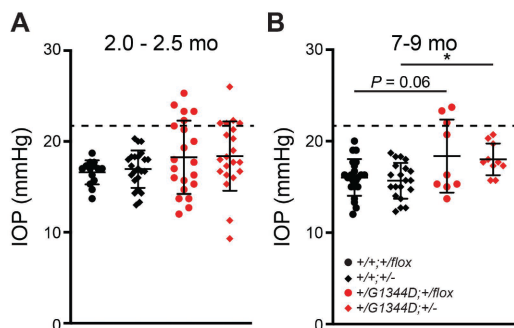 A
2.0 - 2.5 mo
IOP (mmHg)
30
20
10
0
B
7-9 mo
IOP (mmHg)
30
20
10
0
*
P = 0.06
+/+;+/flox
+/+;+/-
+/G1344D;+/flox
+/G1344D;+/-